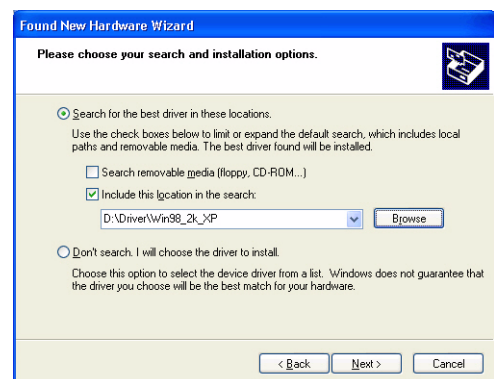 Found New Hardware Wizard
Please choose your search and installation options.
Search for the best driver in these locations.
Use the check boxes below to limit or expand the default search, which includes local
paths and removable media. The best driver found will be installed.
Search removable media (floppy, CD-ROM...)
Include this location in the search:
D:\Driver\Win98_2k_XP
Browse
Don't search. I will choose the driver to install.
Choose this option to select the device driver from a list. Windows does not guarantee that
the driver you choose will be the best match for your hardware.
< Back Next > Cancel